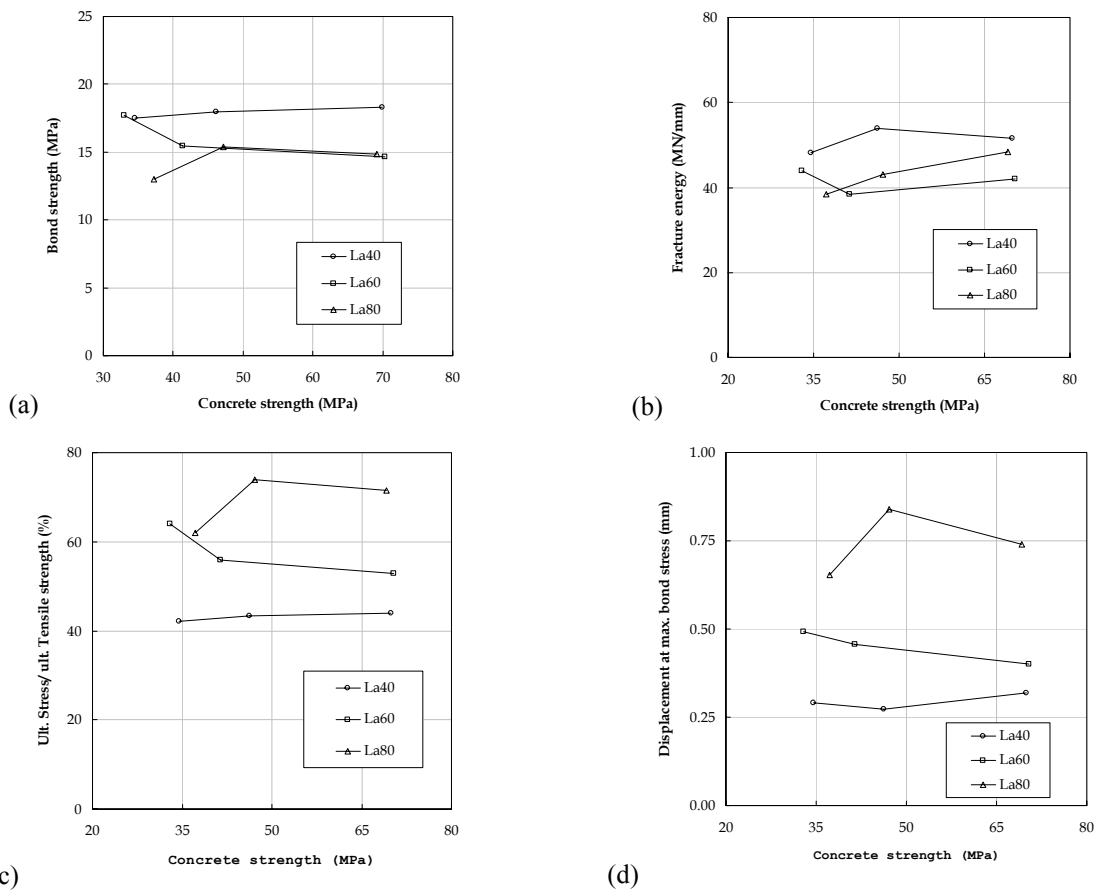 25
20
15
10
5
0
Bond strength (MPa)
La40
La60
La80
30 40 50 60 70 80
Concrete strength (MPa)
(a)
80
60
40
20
0
Fracture energy (MN/mm)
La40
La60
La80
20 35 50 65 80
Concrete strength (MPa)
(b)
80
60
40
20
0
Ult. Stress/ ult. Tensile strength (%)
La40
La60
La80
20 35 50 65 80
Concrete strength (MPa)
c)
1.00
0.75
0.50
0.25
0.00
Displacement at max. bond stress (mm)
La40
La60
La80
20 35 50 65 80
Concrete strength (MPa)
(d)